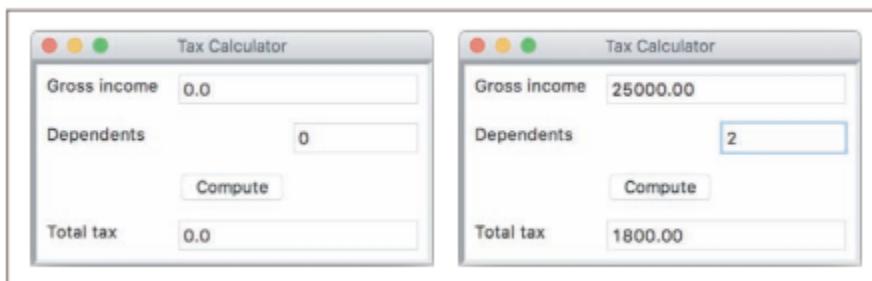 Tax Calculator
Gross income 0.0
Dependents 0
Compute
Total tax 0.0
Tax Calculator
Gross income 25000.00
Dependents 2
Compute
Total tax 1800.00